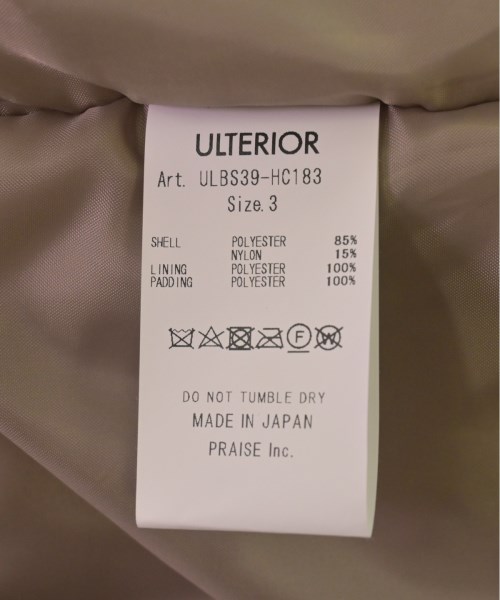 ULTERIOR
Art. ULBS39-HC183
Size.3
SHELL POLYESTER 85%
NYLON 15%
LINING POLYESTER 100%
PADDING POLYESTER 100%
F W
DO NOT TUMBLE DRY
MADE IN JAPAN
PRAISE Inc.